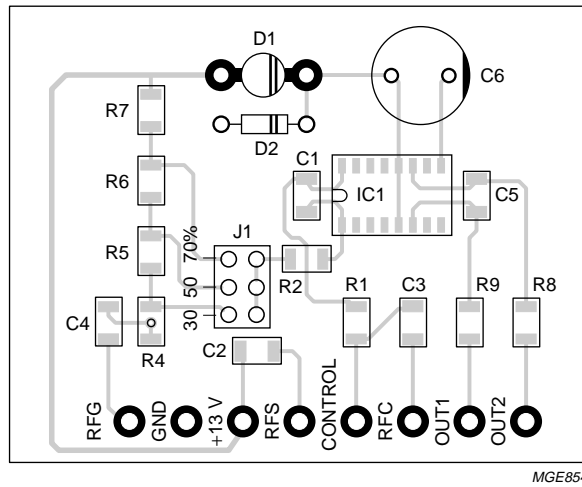 D1
C6
R7
D2
C1
R6
IC1
C5
70%
J1
R5
50
R2
R1
C3
R9
R8
30
C4
R4
C2
RFG
GND
+13 V
RFS
CONTROL
RFC
OUT1
OUT2